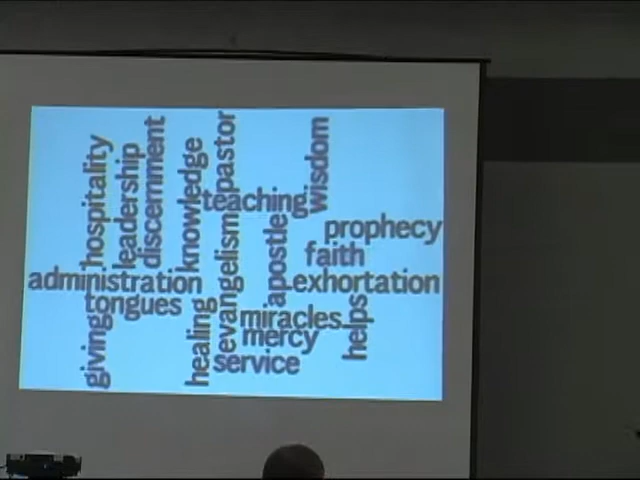 hospitality
leadership
discernment
knowledge
pastor
wisdom
teaching
prophecy
apostle
faith
evangelism
administration
exhortation
tongues
giving
healing
miracles
helps
mercy
service